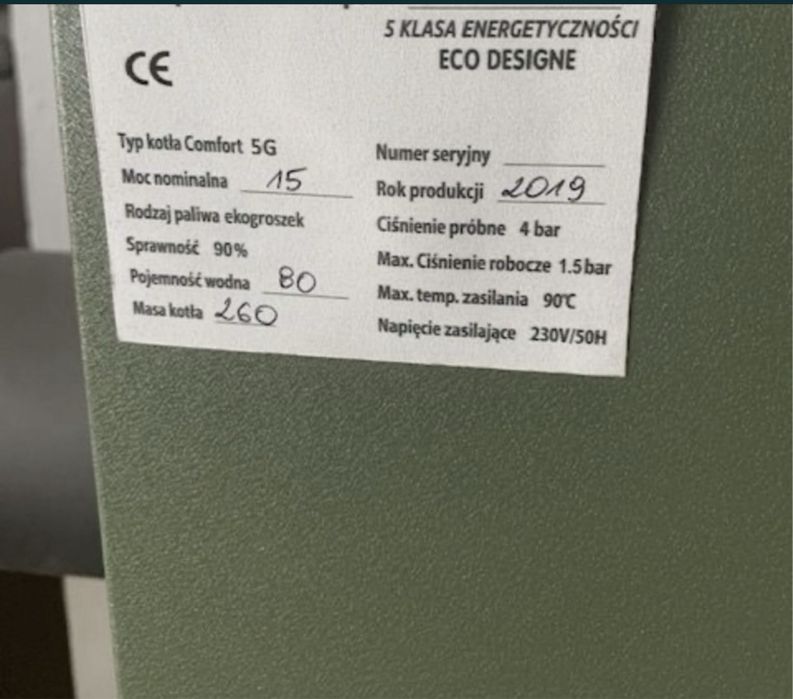 5 KLASA ENERGETYCZNOŚCI
ECO DESIGNE
CE
Typ kotła Comfort 5G
Moc nominalna 15
Rodzaj paliwa ekogroszek
Sprawność 90%
Pojemność wodna 80
Masa kotła 260
Numer seryjny
Rok produkcji 2019
Ciśnienie próbne 4 bar
Max. Ciśnienie robocze 1.5 bar
Max. temp. zasilania 90°C
Napięcie zasilające 230V/50H